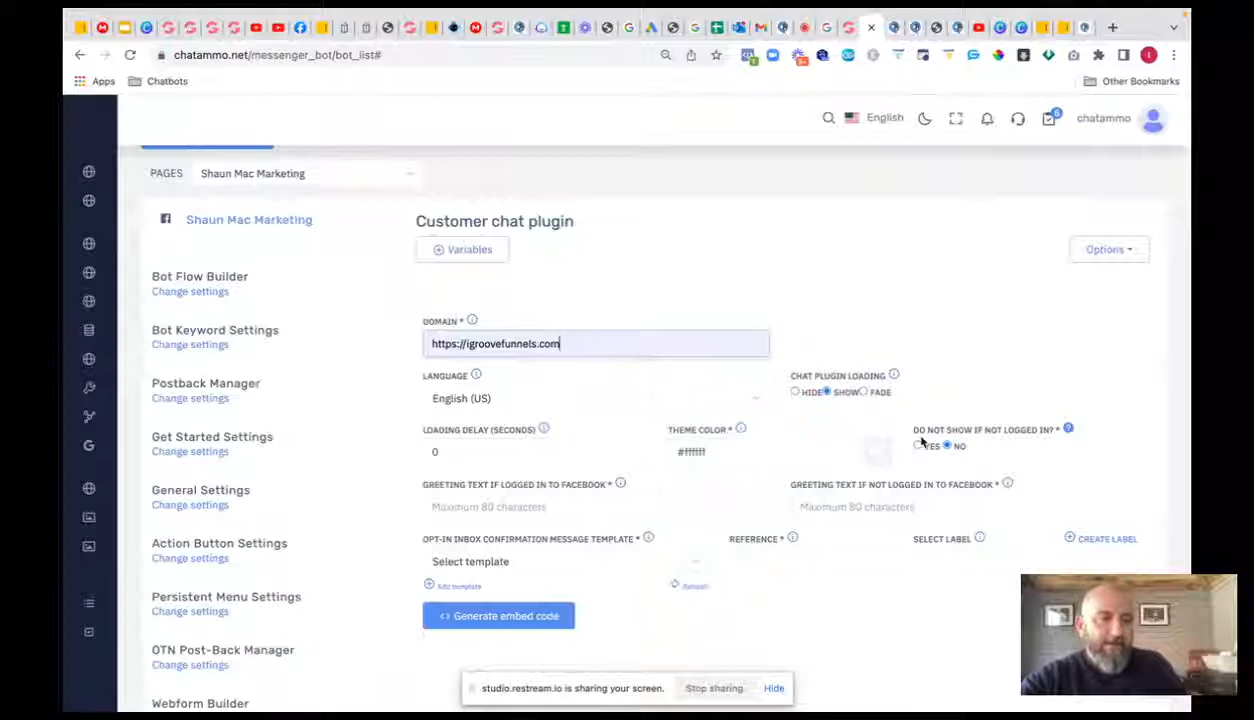 chatammo.net/messenger_bot/bot_list#
Apps
Chatbots
Other Bookmarks
English
6
chatammo
PAGES
Shaun Mac Marketing
Shaun Mac Marketing
Customer chat plugin
Variables
Options
Bot Flow Builder
Change settings
DOMAIN *
https://igroovefunnels.com
Bot Keyword Settings
Change settings
LANGUAGE
CHAT PLUGIN LOADING
English (US)
HIDE SHOW FADE
Postback Manager
Change settings
LOADING DELAY (SECONDS)
THEME COLOR *
DO NOT SHOW IF NOT LOGGED IN? *
0
#ffffff
YES NO
Get Started Settings
Change settings
GREETING TEXT IF LOGGED IN TO FACEBOOK *
GREETING TEXT IF NOT LOGGED IN TO FACEBOOK *
Maximum 80 characters
Maximum 80 characters
General Settings
Change settings
OPT-IN INBOX CONFIRMATION MESSAGE TEMPLATE *
REFERENCE *
SELECT LABEL
CREATE LABEL
Select template
Action Button Settings
Change settings
Add template
Refresh
Generate embed code
Persistent Menu Settings
Change settings
OTN Post-Back Manager
Change settings
Webform Builder
studio.restream.io is sharing your screen.
Stop sharing
Hide